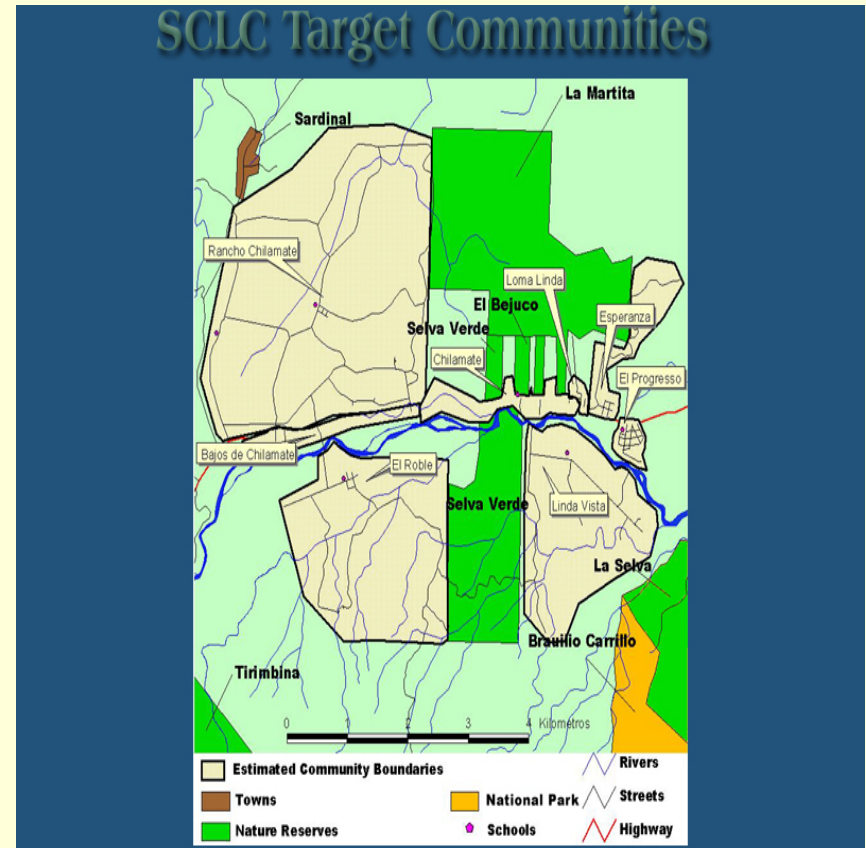 SCLC Target Communities
La Martita
Sardinal
Rancho Chilamate
Loma Linda
El Bejuco
Esperanza
Selva Verde
Chilamate
El Progresso
Bajos de Chilamate
El Roble
Selva Verde
Linda Vista
La Selva
Brauilio Carrillo
Tirimbina
0 1 2 3 4 Kilometros
Estimated Community Boundaries
Rivers
Towns
National Park
Streets
Nature Reserves
Schools
Highway